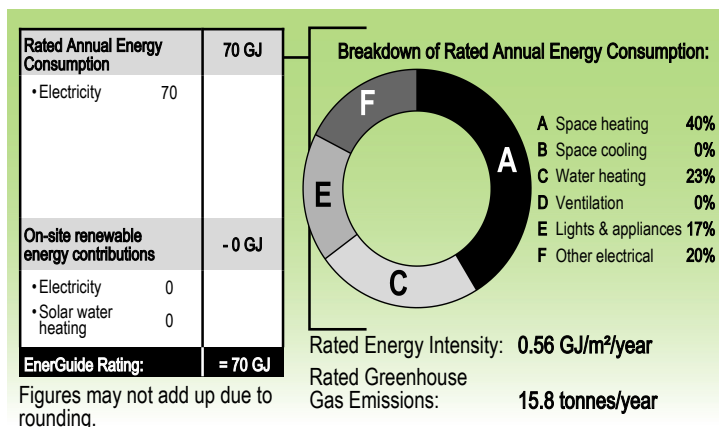 Rated Annual Energy
Consumption
70 GJ
• Electricity 70
On-site renewable
energy contributions
- 0 GJ
• Electricity 0
• Solar water
heating 0
EnerGuide Rating: = 70 GJ
Figures may not add up due to
rounding.
Breakdown of Rated Annual Energy Consumption:
F
A
E
C
A Space heating 40%
B Space cooling 0%
C Water heating 23%
D Ventilation 0%
E Lights & appliances 17%
F Other electrical 20%
Rated Energy Intensity: 0.56 GJ/m²/year
Rated Greenhouse
Gas Emissions: 15.8 tonnes/year